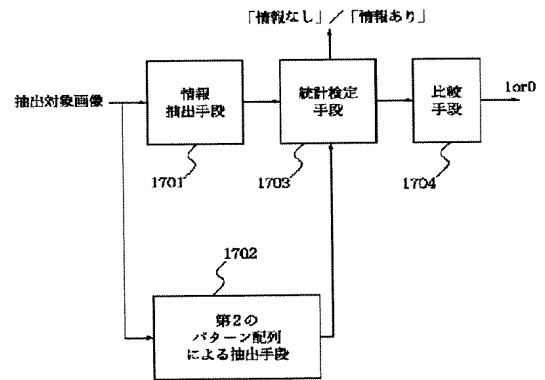 「情報なし」／「情報あり」
抽出対象画像
情報
抽出手段
統計検定
手段
比較
手段
1or0
1701
1703
1704
1702
第２の
パターン配列
による抽出手段